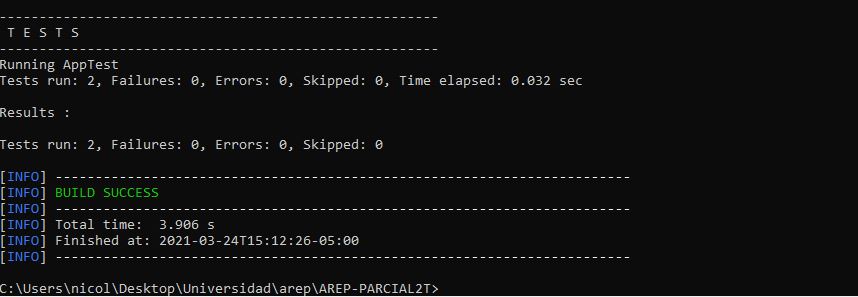 -------------------------------------------------------
 T E S T S
-------------------------------------------------------
Running AppTest
Tests run: 2, Failures: 0, Errors: 0, Skipped: 0, Time elapsed: 0.032 sec

Results :

Tests run: 2, Failures: 0, Errors: 0, Skipped: 0

[INFO] ------------------------------------------------------------------------
[INFO] BUILD SUCCESS
[INFO] ------------------------------------------------------------------------
[INFO] Total time:  3.906 s
[INFO] Finished at: 2021-03-24T15:12:26-05:00
[INFO] ------------------------------------------------------------------------

C:\Users\nicol\Desktop\Universidad\arep\AREP-PARCIAL2T>